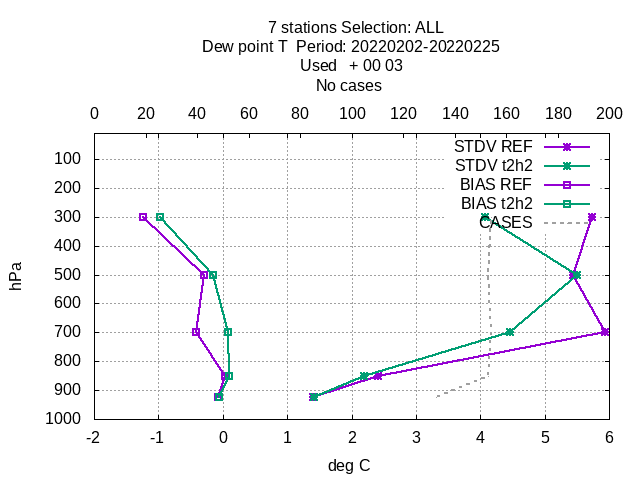 7 stations Selection: ALL
Dew point T  Period: 20220202-20220225
Used   + 00 03
No cases
0 20 40 60 80 100 120 140 160 180 200
STDV REF
STDV t2h2
BIAS REF
BIAS t2h2
CASES
100
200
300
400
500
600
700
800
900
1000
hPa
-2 -1 0 1 2 3 4 5 6
deg C